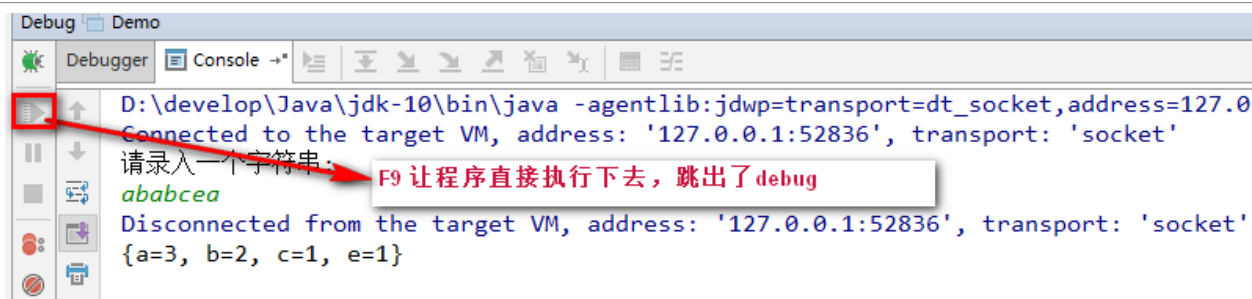 Debug Demo
Debugger Console
D:\develop\Java\jdk-10\bin\java -agentlib:jdwp=transport=dt_socket,address=127.0
Connected to the target VM, address: '127.0.0.1:52836', transport: 'socket'
请录入一个字符串:
F9 让程序直接执行下去，跳出了debug
ababcea
Disconnected from the target VM, address: '127.0.0.1:52836', transport: 'socket'
{a=3, b=2, c=1, e=1}